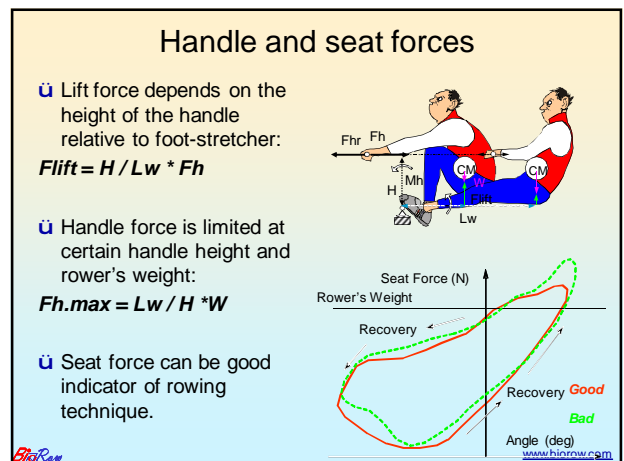 Handle and seat forces
ü Lift force depends on the
height of the handle
relative to foot-stretcher:
Flift = H / Lw * Fh
ü Handle force is limited at
certain handle height and
rower's weight:
Fh.max = Lw / H *W
ü Seat force can be good
indicator of rowing
technique.
Fhr Fh
CM
CM
W
Mh
H
Flift
Lw
Seat Force (N)
Rower's Weight
Recovery
Recovery Good
Bad
Angle (deg)
www.biorow.com
BioRow